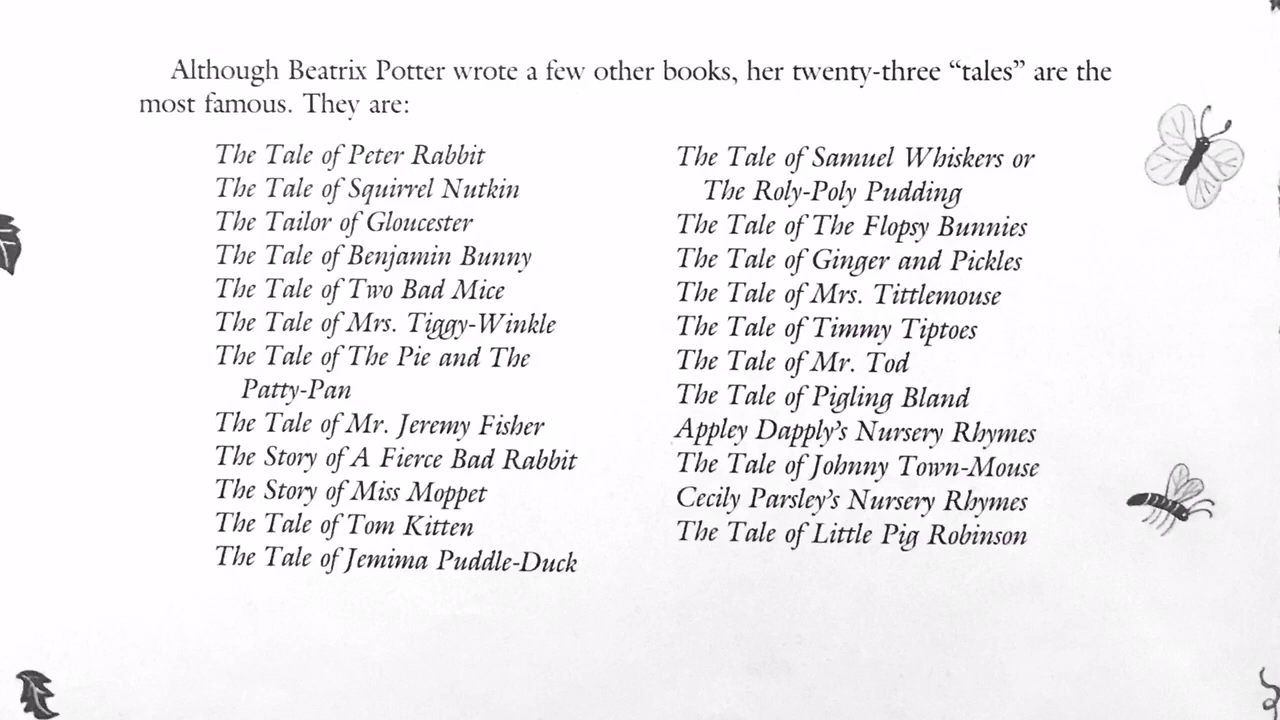 Although Beatrix Potter wrote a few other books, her twenty-three “tales” are the
most famous. They are:
The Tale of Peter Rabbit
The Tale of Squirrel Nutkin
The Tailor of Gloucester
The Tale of Benjamin Bunny
The Tale of Two Bad Mice
The Tale of Mrs. Tiggy-Winkle
The Tale of The Pie and The
Patty-Pan
The Tale of Mr. Jeremy Fisher
The Story of A Fierce Bad Rabbit
The Story of Miss Moppet
The Tale of Tom Kitten
The Tale of Jemima Puddle-Duck
The Tale of Samuel Whiskers or
The Roly-Poly Pudding
The Tale of The Flopsy Bunnies
The Tale of Ginger and Pickles
The Tale of Mrs. Tittlemouse
The Tale of Timmy Tiptoes
The Tale of Mr. Tod
The Tale of Pigling Bland
Appley Dapply’s Nursery Rhymes
The Tale of Johnny Town-Mouse
Cecily Parsley’s Nursery Rhymes
The Tale of Little Pig Robinson